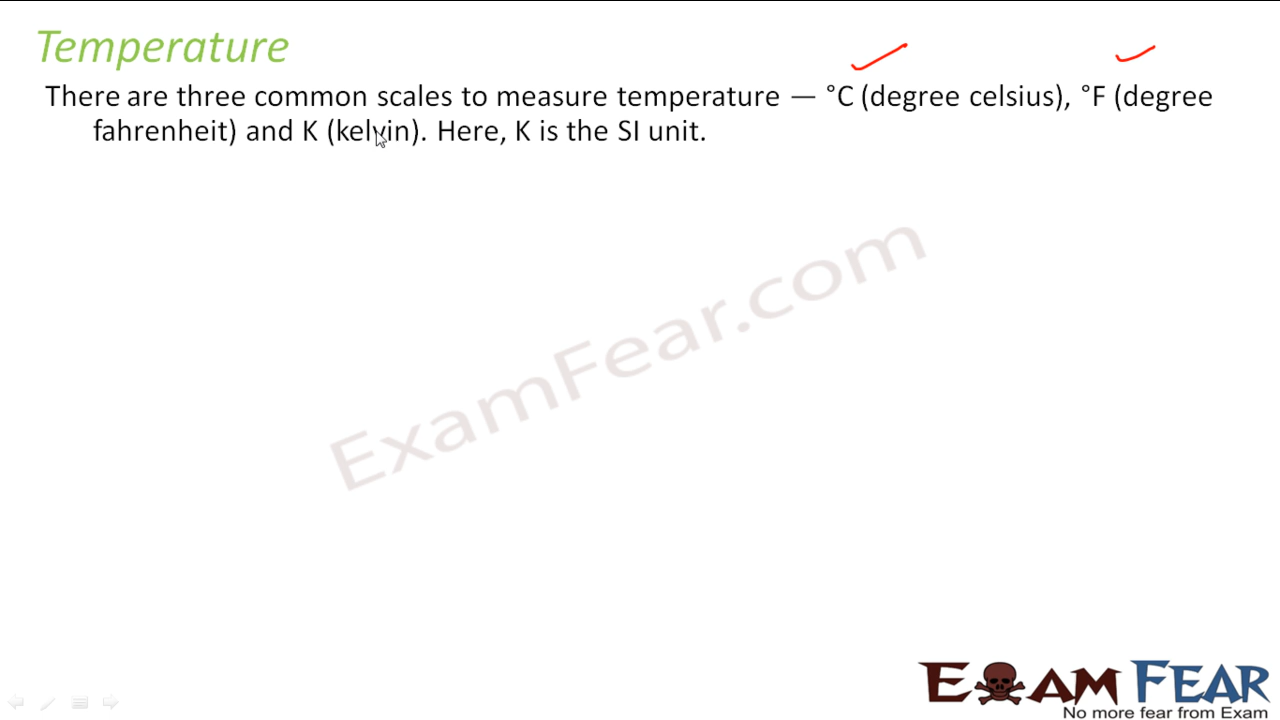 Temperature
There are three common scales to measure temperature — °C (degree celsius), °F (degree
fahrenheit) and K (kelvin). Here, K is the SI unit.
ExamFear.com
EXAM FEAR
No more fear from Exam